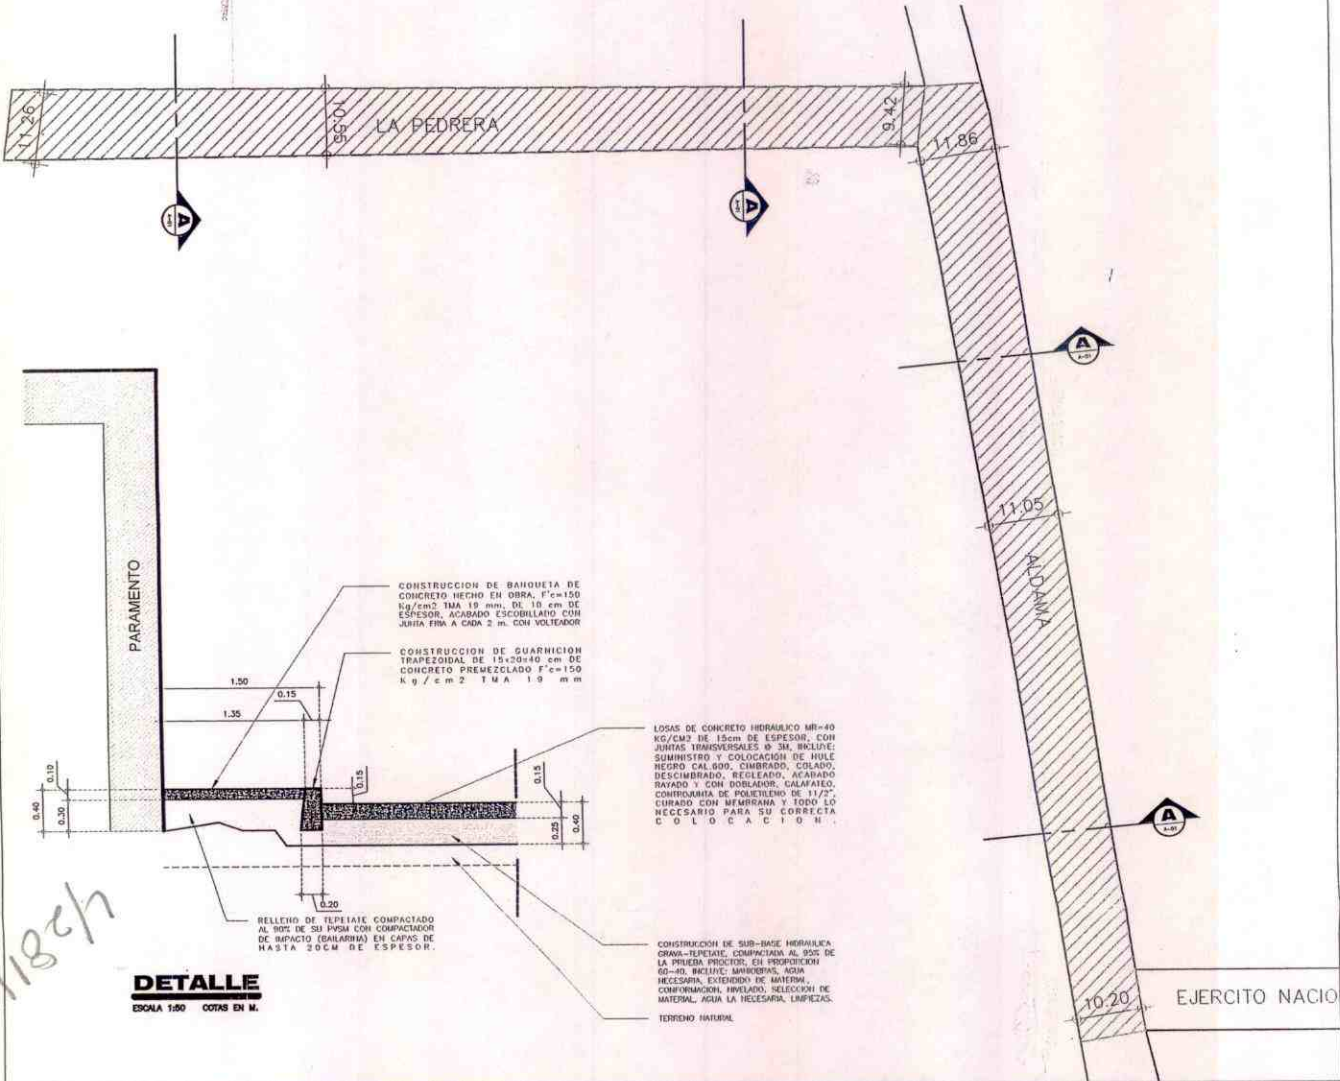 11.26
10.55
LA PEDRERA
9.42
11.86
A
A-01
A
A-01
A
A-01
11.05
ALDAMA
A
A-01
10.20
EJERCITO NACIO
PARAMENTO
CONSTRUCCION DE BANQUETA DE
CONCRETO HECHO EN OBRA, F'c=150
Kg/cm2 TMA 19 mm, DE 10 cm DE
ESPESOR, ACABADO ESCOBILLADO CON
JUNTA FRIA A CADA 2 m. CON VOLTEADOR
CONSTRUCCION DE GUARNICION
TRAPEZOIDAL DE 15x20x40 cm DE
CONCRETO PREMEZCLADO F'c=150
Kg/cm2 TMA 19 mm
1.50
0.15
1.35
0.10
0.40
0.30
0.15
0.15
0.25
0.40
0.20
LOSAS DE CONCRETO HIDRAULICO MR=40
KG/CM2 DE 15cm DE ESPESOR, CON
JUNTAS TRANSVERSALES @ 3M, INCLUYE:
SUMINISTRO Y COLOCACION DE HULE
NEGRO CAL.600, CIMBRADO, COLADO,
DESCIMBRADO, REGLEADO, ACABADO
RAYADO Y CON DOBLADOR, CALAFATEO,
CONTROJUNTA DE POLIETILENO DE 11/2",
CURADO CON MEMBRANA Y TODO LO
NECESARIO PARA SU CORRECTA
COLOCACION.
RELLENO DE TEPETATE COMPACTADO
AL 90% DE SU PVSM CON COMPACTADOR
DE IMPACTO (BAILARINA) EN CAPAS DE
HASTA 20CM DE ESPESOR.
CONSTRUCCION DE SUB-BASE HIDRAULICA
GRAVA-TEPETATE, COMPACTADA AL 95% DE
LA PRUEBA PROCTOR, EN PROPORCION
60-40, INCLUYE: MANIOBRAS, AGUA
NECESARIA, EXTENDIDO DE MATERIAL,
CONFORMACION, NIVELADO, SELECCION DE
MATERIAL, AGUA LA NECESARIA, LIMPIEZAS.
TERRENO NATURAL
DETALLE
ESCALA 1:50 COTAS EN M.